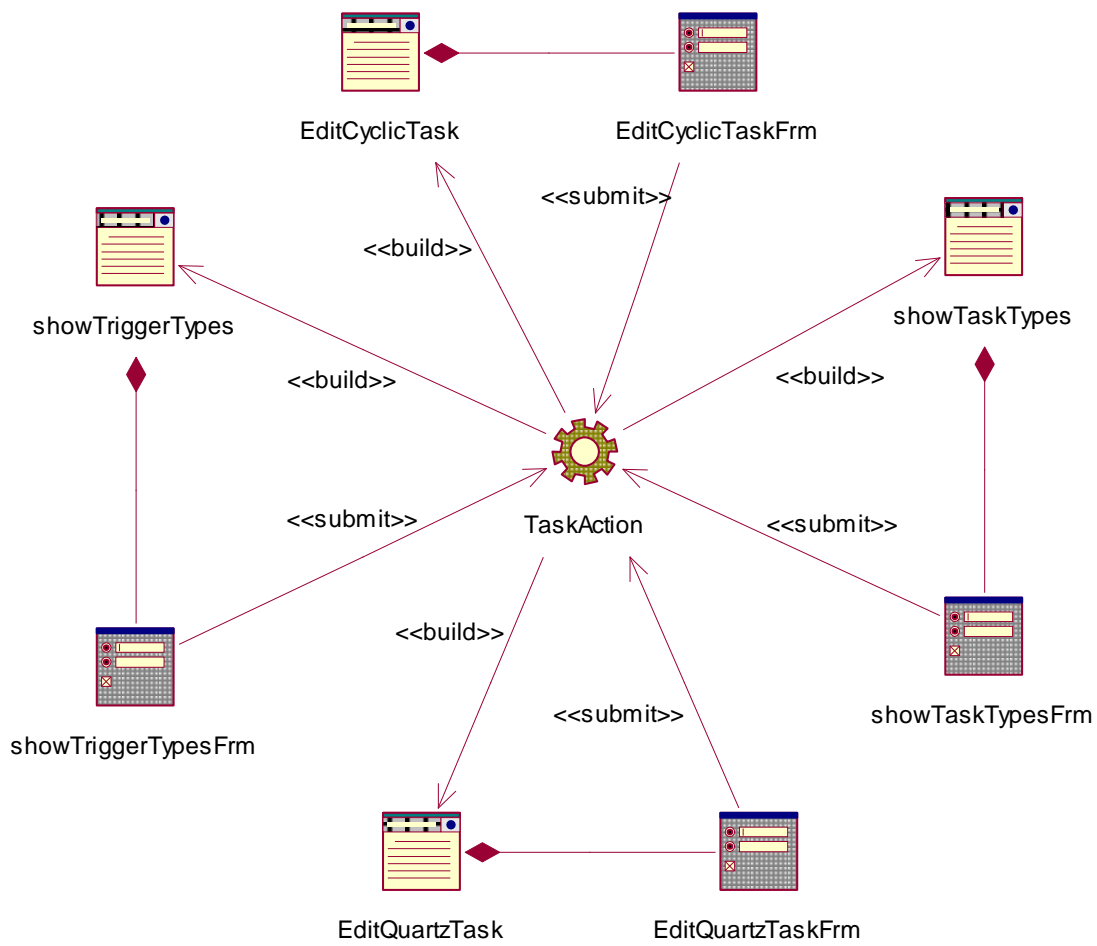 EditCyclicTask
EditCyclicTaskFrm
<<submit>>
<<build>>
showTriggerTypes
showTaskTypes
<<build>>
<<build>>
<<submit>>
TaskAction
<<submit>>
<<build>>
<<submit>>
showTriggerTypesFrm
showTaskTypesFrm
EditQuartzTask
EditQuartzTaskFrm